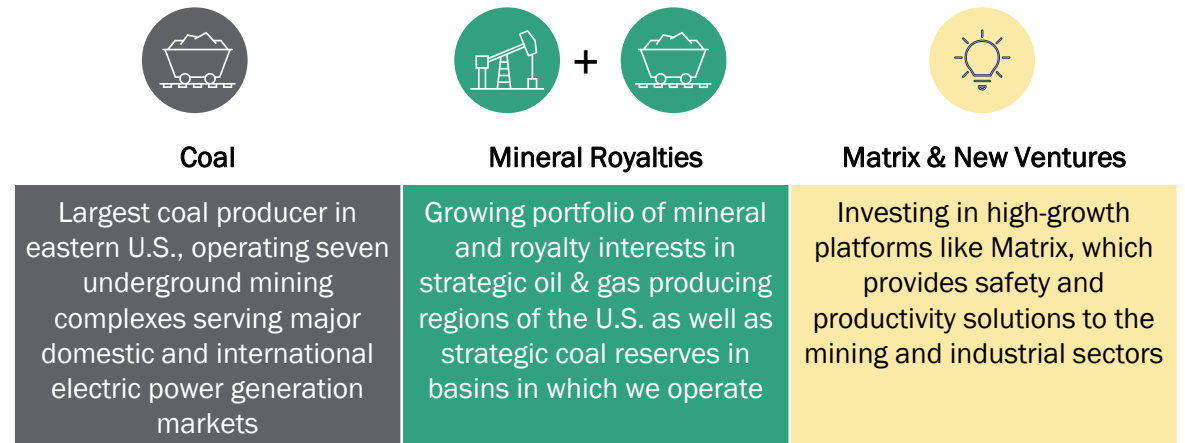 +
Coal
Largest coal producer in
eastern U.S., operating seven
underground mining
complexes serving major
domestic and international
electric power generation
markets
Mineral Royalties
Growing portfolio of mineral
and royalty interests in
strategic oil & gas producing
regions of the U.S. as well as
strategic coal reserves in
basins in which we operate
Matrix & New Ventures
Investing in high-growth
platforms like Matrix, which
provides safety and
productivity solutions to the
mining and industrial sectors